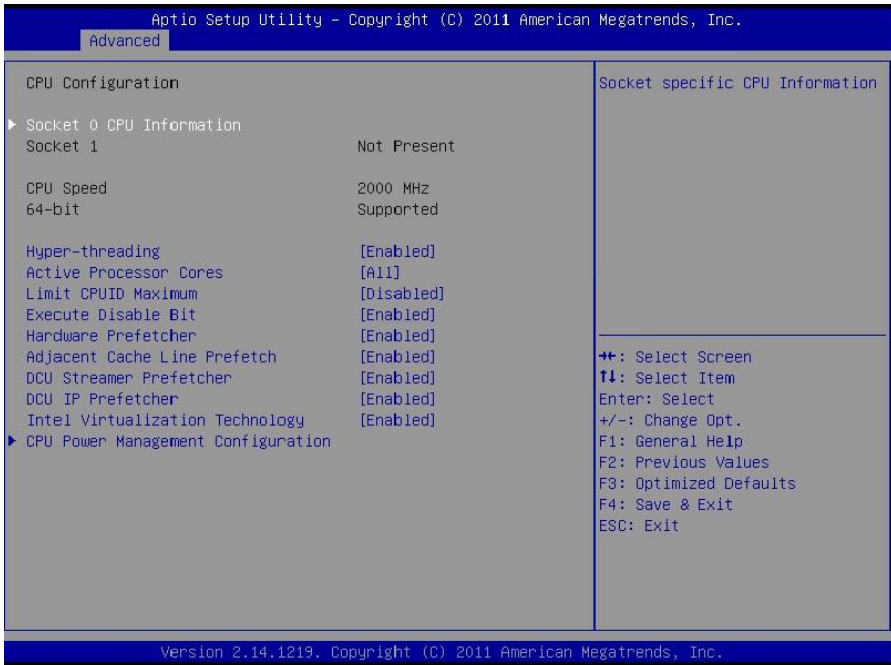 Aptio Setup Utility – Copyright (C) 2011 American Megatrends, Inc.
Advanced
CPU Configuration
Socket specific CPU Information
Socket 0 CPU Information
Socket 1 Not Present
CPU Speed 2000 MHz
64-bit Supported
Hyper-threading [Enabled]
Active Processor Cores [All]
Limit CPUID Maximum [Disabled]
Execute Disable Bit [Enabled]
Hardware Prefetcher [Enabled]
Adjacent Cache Line Prefetch [Enabled]
DCU Streamer Prefetcher [Enabled]
DCU IP Prefetcher [Enabled]
Intel Virtualization Technology [Enabled]
CPU Power Management Configuration
→←: Select Screen
↑↓: Select Item
Enter: Select
+/-: Change Opt.
F1: General Help
F2: Previous Values
F3: Optimized Defaults
F4: Save & Exit
ESC: Exit
Version 2.14.1219. Copyright (C) 2011 American Megatrends, Inc.